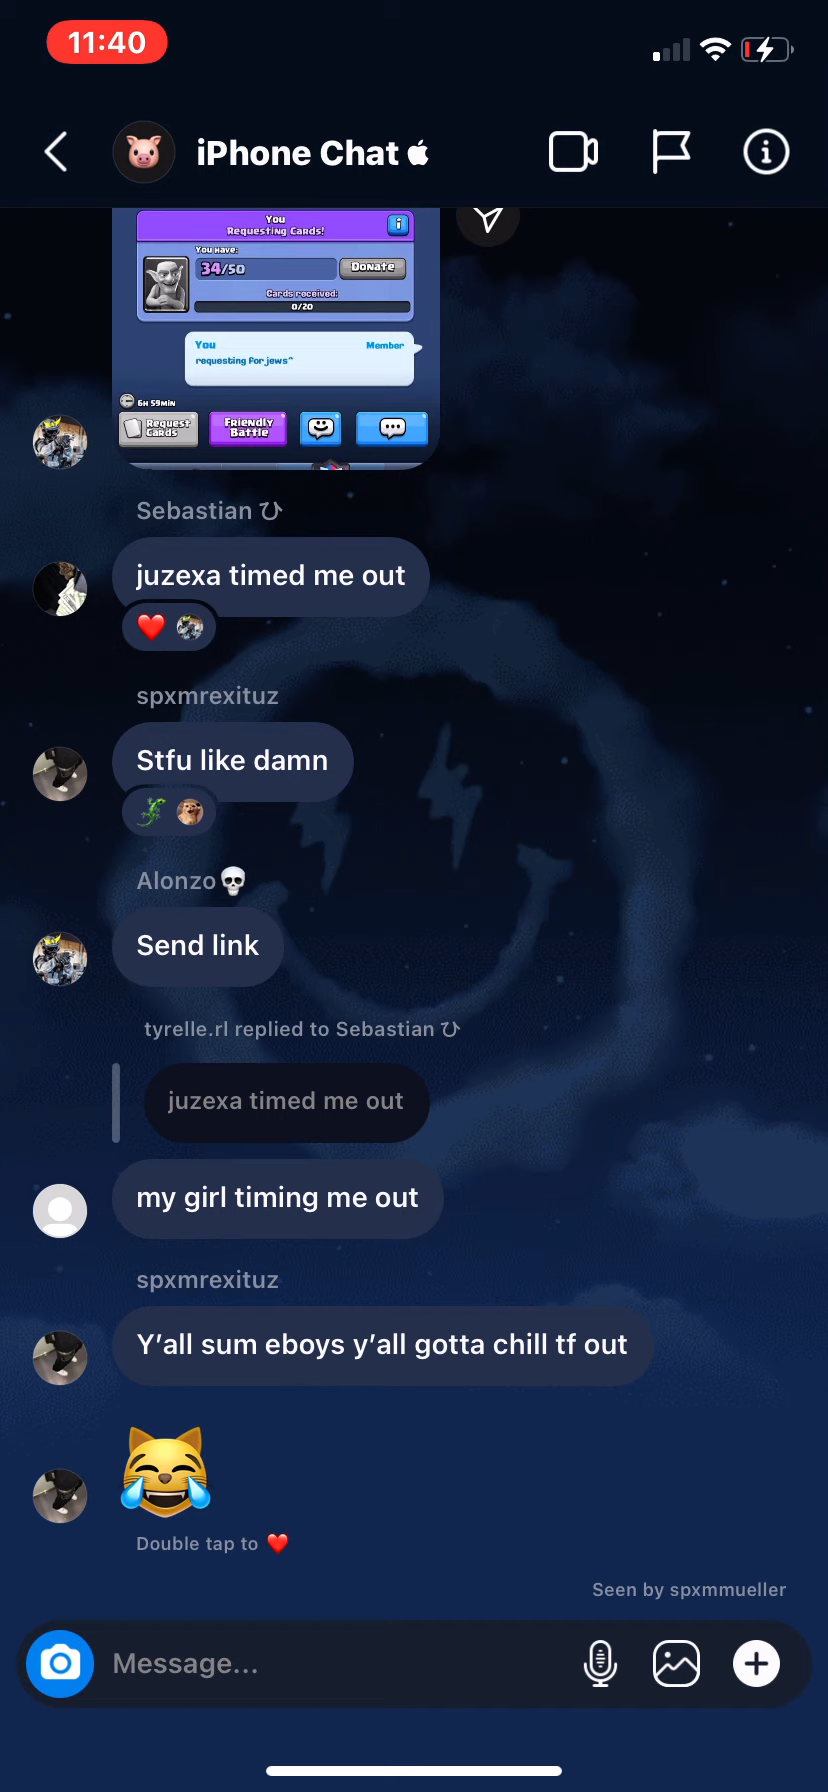 11:40
iPhone Chat
You
Requesting Cards!
You have:
34/50
Donate
Cards received:
0/20
You
Member
requesting for jews"
6h 59min
Request
Cards
Friendly
Battle
Sebastian ひ
juzexa timed me out
spxmrexituz
Stfu like damn
Alonzo💀
Send link
tyrelle.rl replied to Sebastian ひ
juzexa timed me out
my girl timing me out
spxmrexituz
Y’all sum eboys y’all gotta chill tf out
😹
Double tap to ❤️
Seen by spxmmueller
Message...